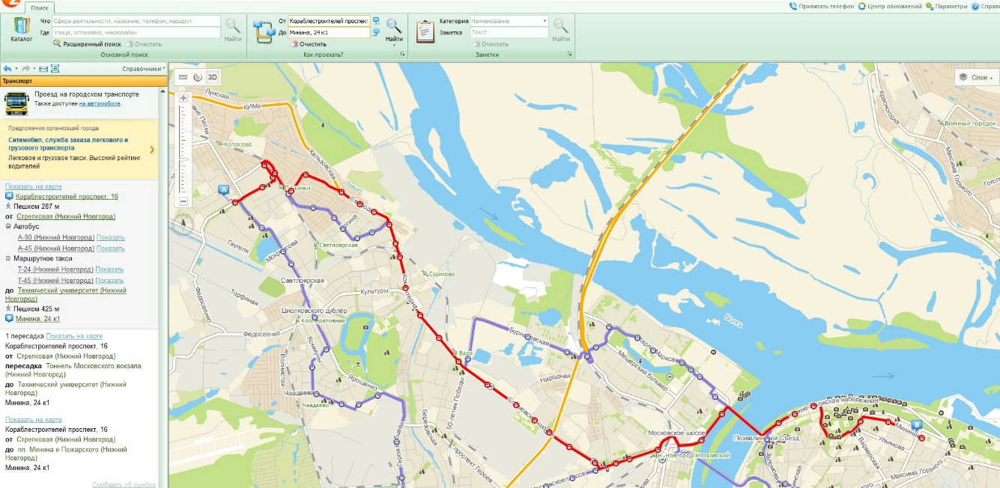 Поиск
Привязать телефон
Центр обновлений
Параметры
Что
Сфера деятельности, название, телефон, маршрут
Где
Улица, остановка, микрорайон
Расширенный поиск
Очистить
Каталог
Найти
Основной поиск
От
Кораблестроителей проспект
До
Минина, 24 к1
Очистить
Найти
Как проехать?
Категория
Наименование
Заметка
Текст
Очистить
Найти
Заметки
Справочники
Транспорт
Проезд на городском транспорте
Также доступен на автомобиле.
Предложения организаций города
Ситимобил, служба заказа легкового и
грузового транспорта
Легковое и грузовое такси. Высокий рейтинг
водителей
Показать на карте
A Кораблестроителей проспект, 16
Пешком 287 м
от Стрелковая (Нижний Новгород)
Автобус
А-90 (Нижний Новгород) Показать
А-45 (Нижний Новгород) Показать
Маршрутное такси
Т-24 (Нижний Новгород) Показать
Т-45 (Нижний Новгород) Показать
до Технический университет (Нижний
Новгород)
Пешком 425 м
Минина, 24 к1
1 пересадка Показать на карте
Кораблестроителей проспект, 16
от Стрелковая (Нижний Новгород)
пересадка Тоннель Московского вокзала
(Нижний Новгород)
до Технический университет (Нижний
Новгород)
Минина, 24 к1
Показать на карте
Кораблестроителей проспект, 16
от Стрелковая (Нижний Новгород)
до пл. Минина и Пожарского (Нижний
Новгород)
Минина, 24 к1
Сообщить об ошибке
3D
Слои
Лунская
КИМа
Копосово
Хальзовская
A
Починки
Светлоярская
Гаугеля
Мокроусова
Сормово
Светлоярская
Торфяная
Культуры
Федосеенко
Циолковского дублёр
Кооперативная
Федосеенко
Коммуны
Волнистая
Ярошенко
Чаадаева
Чаадаево
Варя
50-летия Победы
Берёзовская
проспект Героев
Народная
Бурнаковская
Карла Маркса
Мещерский бульвар
Волга
Московское шоссе
Н.Новгород-Московский
Похвалинский съезд
Минина
B
Ульянова
Варварская
Максима Горького
Красногорка
Военный городок
Максима Горького